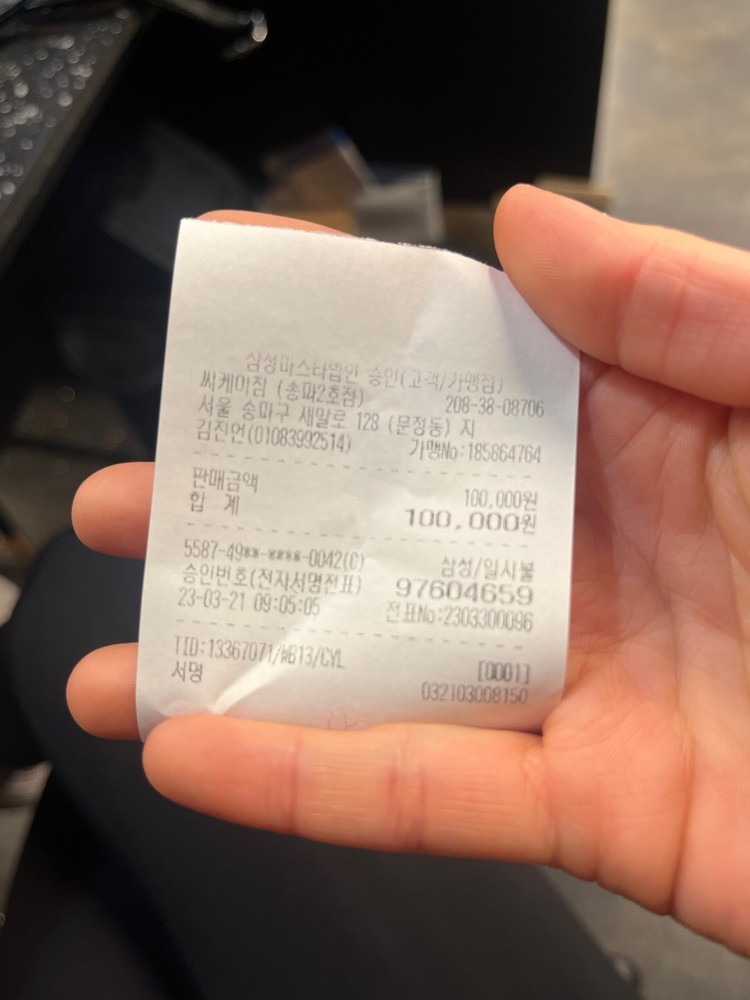 삼성마스타법인 승인(고객/가맹점)
써케이짐 (송파2호점) 208-38-08706
서울 송파구 새말로 128 (문정동) 지
김진언(01083992514) 가맹No:185864764
판매금액 100,000원
합 계 100,000원
5587-49**-****-0042(C) 삼성/일시불
승인번호(전자서명전표) 97604659
23-03-21 09:05:05 전표No:2303300096
TID:13367071/WB13/CYL [0001]
서명 032103008150